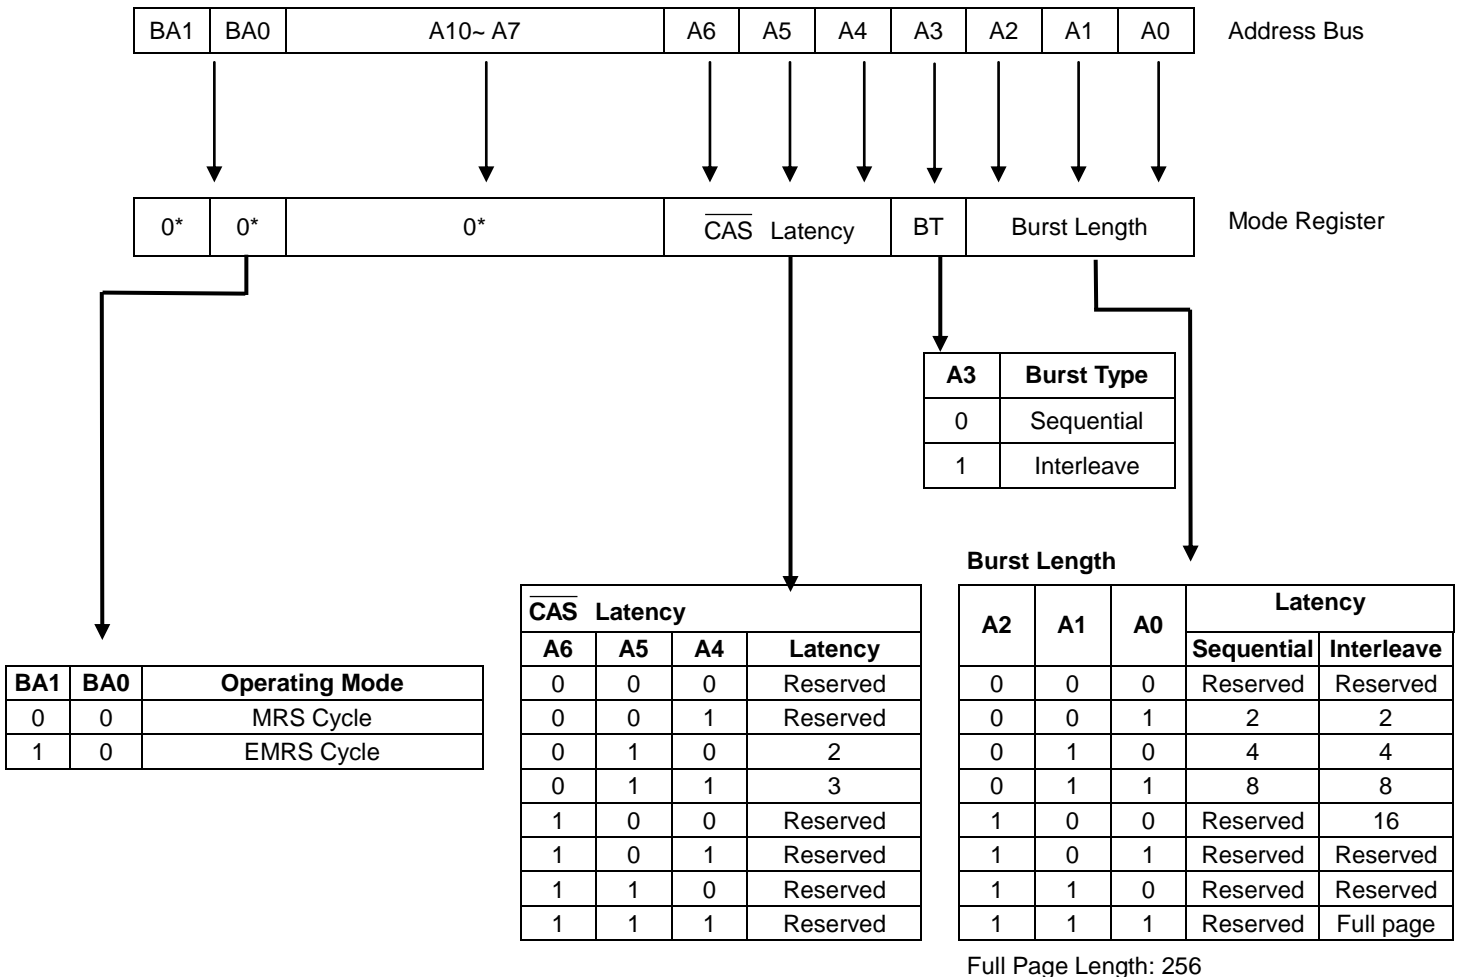 BA1 BA0 A10~ A7 A6 A5 A4 A3 A2 A1 A0 Address Bus
0* 0* 0* CAS Latency BT Burst Length Mode Register
A3 Burst Type
0 Sequential
1 Interleave
BA1 BA0 Operating Mode
0 0 MRS Cycle
1 0 EMRS Cycle
CAS Latency
A6 A5 A4 Latency
0 0 0 Reserved
0 0 1 Reserved
0 1 0 2
0 1 1 3
1 0 0 Reserved
1 0 1 Reserved
1 1 0 Reserved
1 1 1 Reserved
Burst Length
A2 A1 A0 Latency
Sequential Interleave
0 0 0 Reserved Reserved
0 0 1 2 2
0 1 0 4 4
0 1 1 8 8
1 0 0 Reserved 16
1 0 1 Reserved Reserved
1 1 0 Reserved Reserved
1 1 1 Reserved Full page
Full Page Length: 256